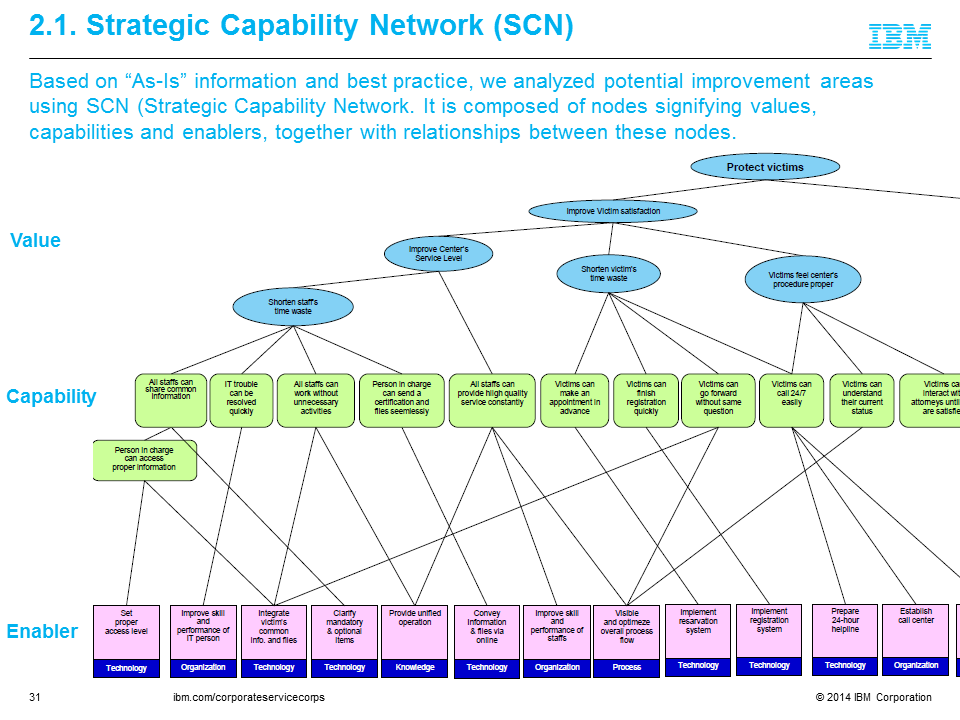 2.1. Strategic Capability Network (SCN)
IBM
Based on “As-Is” information and best practice, we analyzed potential improvement areas
using SCN (Strategic Capability Network. It is composed of nodes signifying values,
capabilities and enablers, together with relationships between these nodes.
Protect victims
Improve Victim satisfaction
Value
Improve Center's
Service Level
Shorten victim's
time waste
Victims feel center's
procedure proper
Shorten staff's
time waste
Capability
All staffs can
share common
information
IT trouble
can be
resolved
quickly
All staffs can
work without
unnecessary
activities
Person in charge
can send a
certification and
files seemlessly
All staffs can
provide hiigh quality
service constantly
Victims can
make an
appointment in
advance
Victims can
finish
registration
quickly
Victims can
go forward
without same
question
Victims can
call 24/7
easily
Victims can
understand
their current
status
Victims ca
interact wit
attorneys until
are satisfie
Person in charge
can access
proper information
Enabler
Set
proper
access level
Technology
Improve skill
and
performance of
IT person
Organization
Integrate
victim's
common
info. and files
Technology
Clarify
mandatory
& optional
items
Technology
Provide unified
operation
Knowledge
Convey
information
& files via
online
Technology
Improve skill
and
performance of
staffs
Organization
Visible
and optimeze
overall process
flow
Process
Implement
resarvation
system
Technology
Implement
registration
system
Technology
Prepare
24-hour
helpline
Technology
Establish
call center
Organization
31
ibm.com/corporateservicecorps
© 2014 IBM Corporation